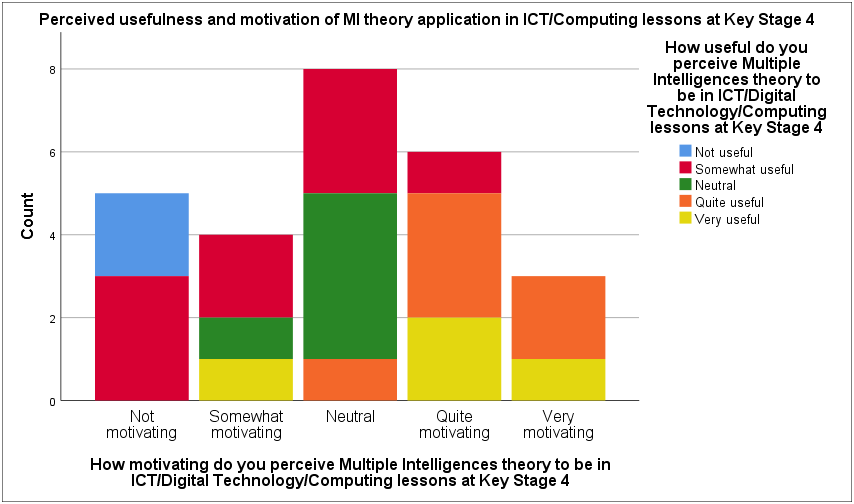 Perceived usefulness and motivation of MI theory application in ICT/Computing lessons at Key Stage 4
How useful do you
perceive Multiple
Intelligences theory to
be in ICT/Digital
Technology/Computing
lessons at Key Stage 4
Not useful
Somewhat useful
Neutral
Quite useful
Very useful
Count
8
6
4
2
0
Not
motivating
Somewhat
motivating
Neutral
Quite
motivating
Very
motivating
How motivating do you perceive Multiple Intelligences theory to be in
ICT/Digital Technology/Computing lessons at Key Stage 4